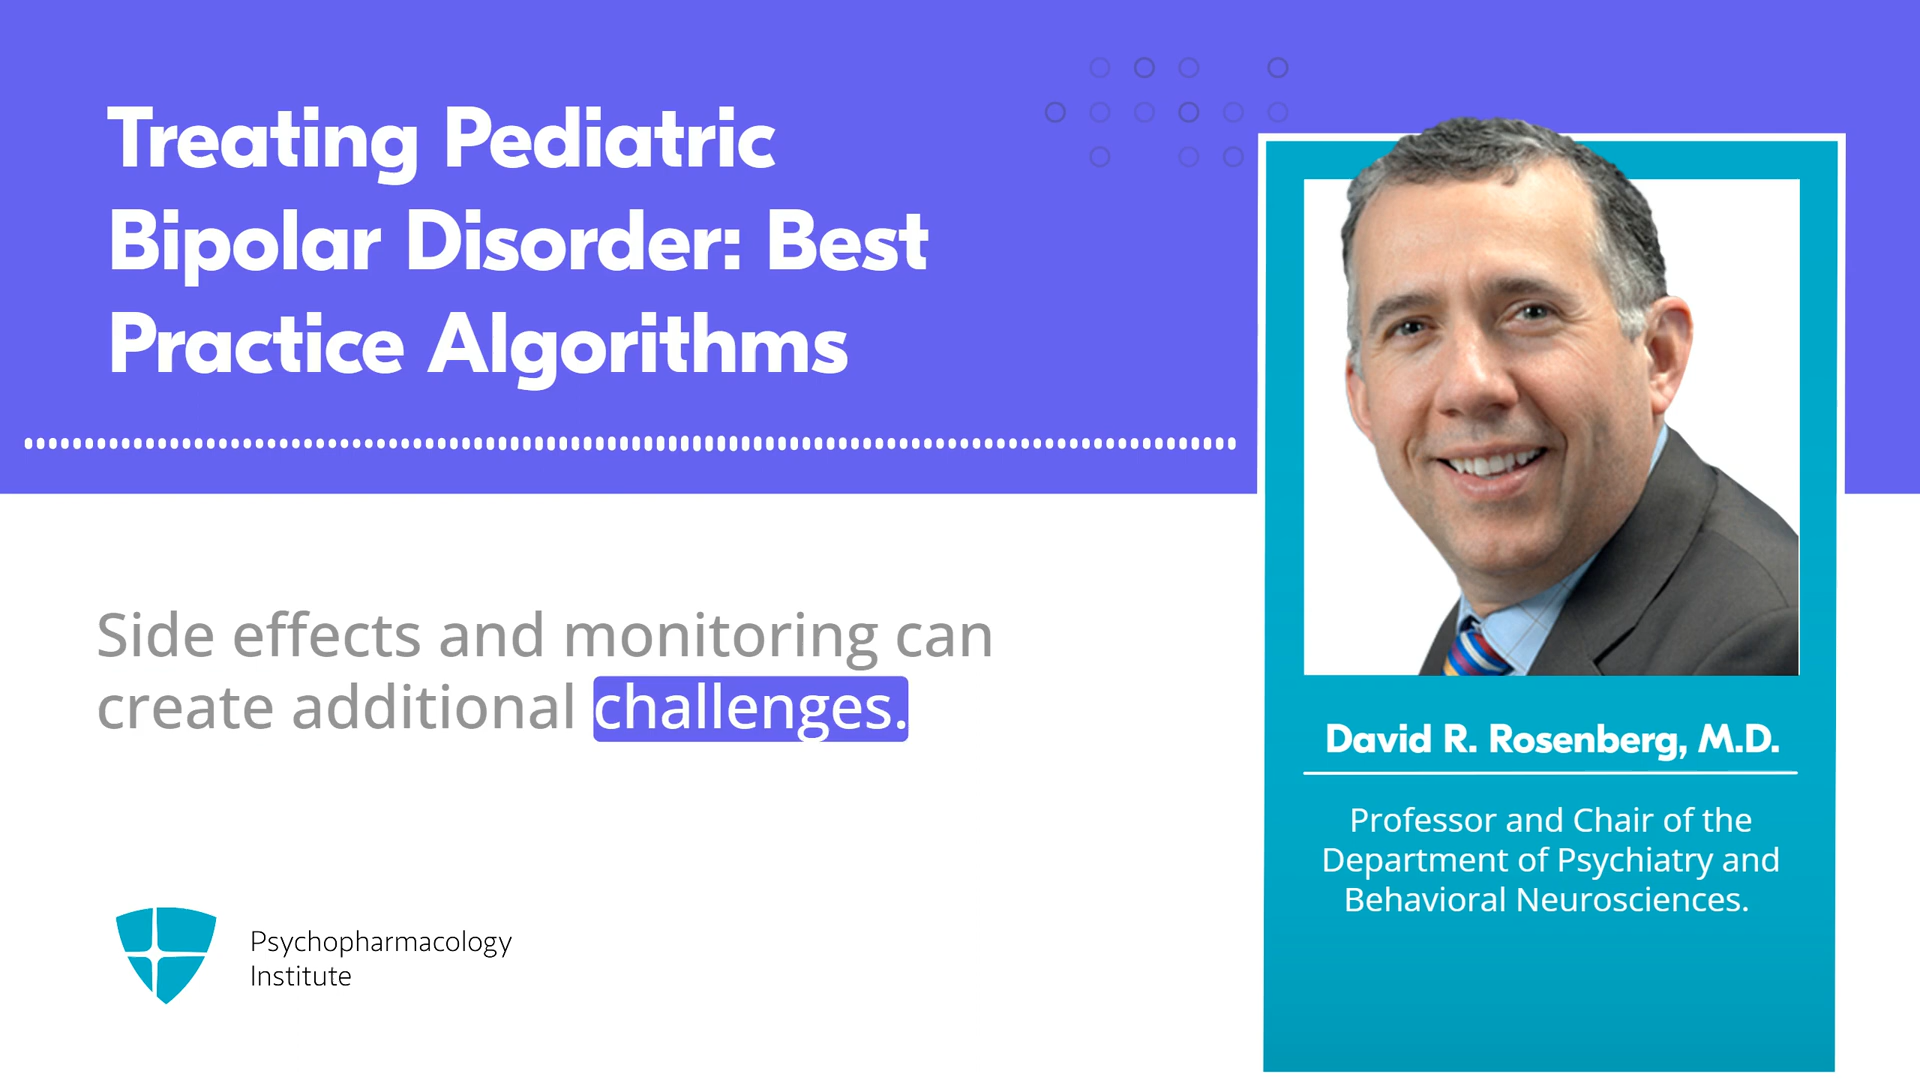 Treating Pediatric
Bipolar Disorder: Best
Practice Algorithms
Side effects and monitoring can
create additional challenges.
Psychopharmacology
Institute
David R. Rosenberg, M.D.
Professor and Chair of the
Department of Psychiatry and
Behavioral Neurosciences.